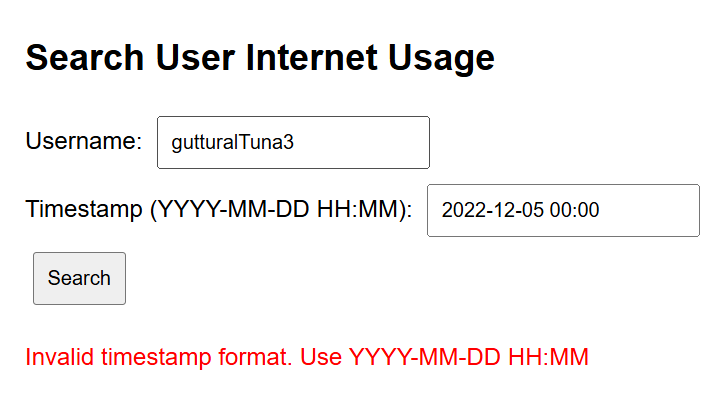 Search User Internet Usage
Username: gutturalTuna3
Timestamp (YYYY-MM-DD HH:MM): 2022-12-05 00:00
Search
Invalid timestamp format. Use YYYY-MM-DD HH:MM